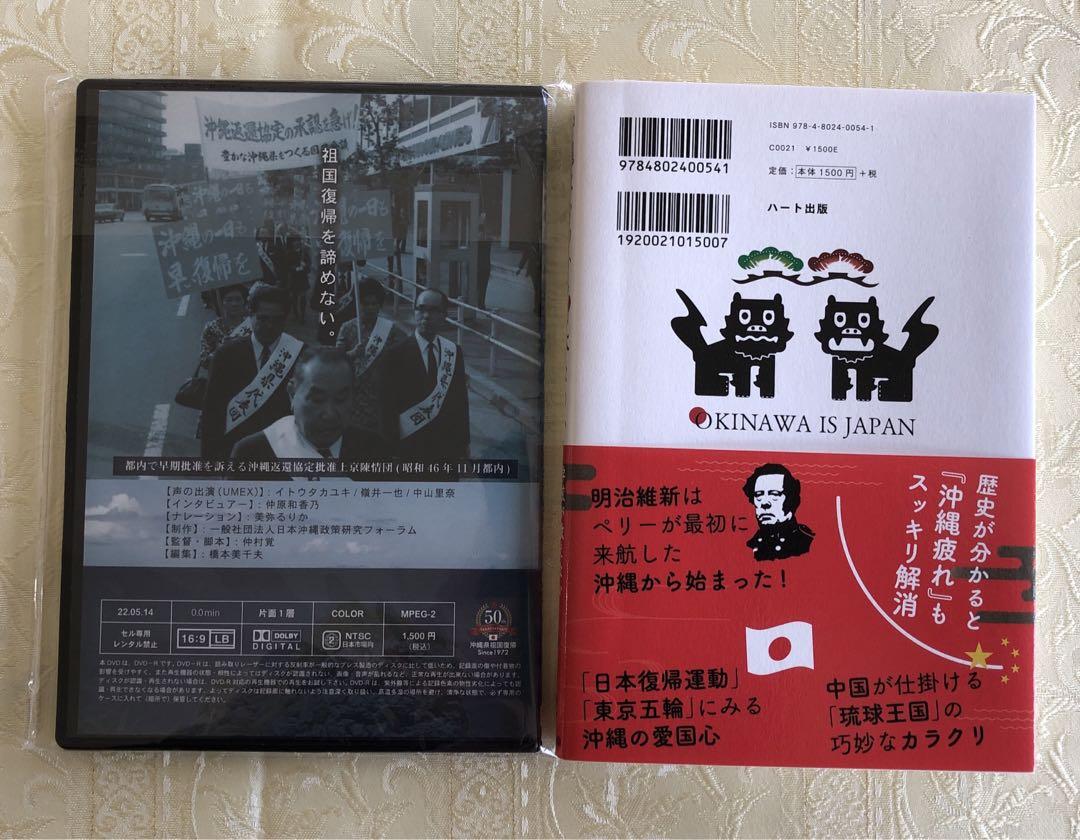 沖縄返還協定の承認を急げ!
祖国復帰を諦めない。
沖縄の一日も
早く復帰を
沖縄県代表団
沖縄県代表団
都内で早期批准を訴える沖縄返還協定批准上京陳情団(昭和46年11月都内)
【声の出演(UMEX)】:イトウタカユキ/嶺井一也/中山里奈
【インタビュアー】:仲原和香乃
【ナレーション】:美弥るりか
【制作】:一般社団法人日本沖縄政策研究フォーラム
【監督・脚本】:仲村覚
【編集】:橋本美千夫
22.05.14
0.0min
片面1層
COLOR
MPEG-2
セル専用
レンタル禁止
16:9 LB
DOLBY
DIGITAL
2 NTSC
日本市場向
1,500円
(税込)
50th
ANNIVERSARY
沖縄県祖国復帰
Since1972
ISBN 978-4-8024-0054-1
C0021 ¥1500E
定価:本体1500円+税
9784802400541
ハート出版
1920021015007
OKINAWA IS JAPAN
歴史が分かると
『沖縄疲れ』も
スッキリ解消
明治維新は
ペリーが最初に
来航した
沖縄から始まった!
「日本復帰運動」
「東京五輪」にみる
沖縄の愛国心
中国が仕掛ける
「琉球王国」の
巧妙なカラクリ